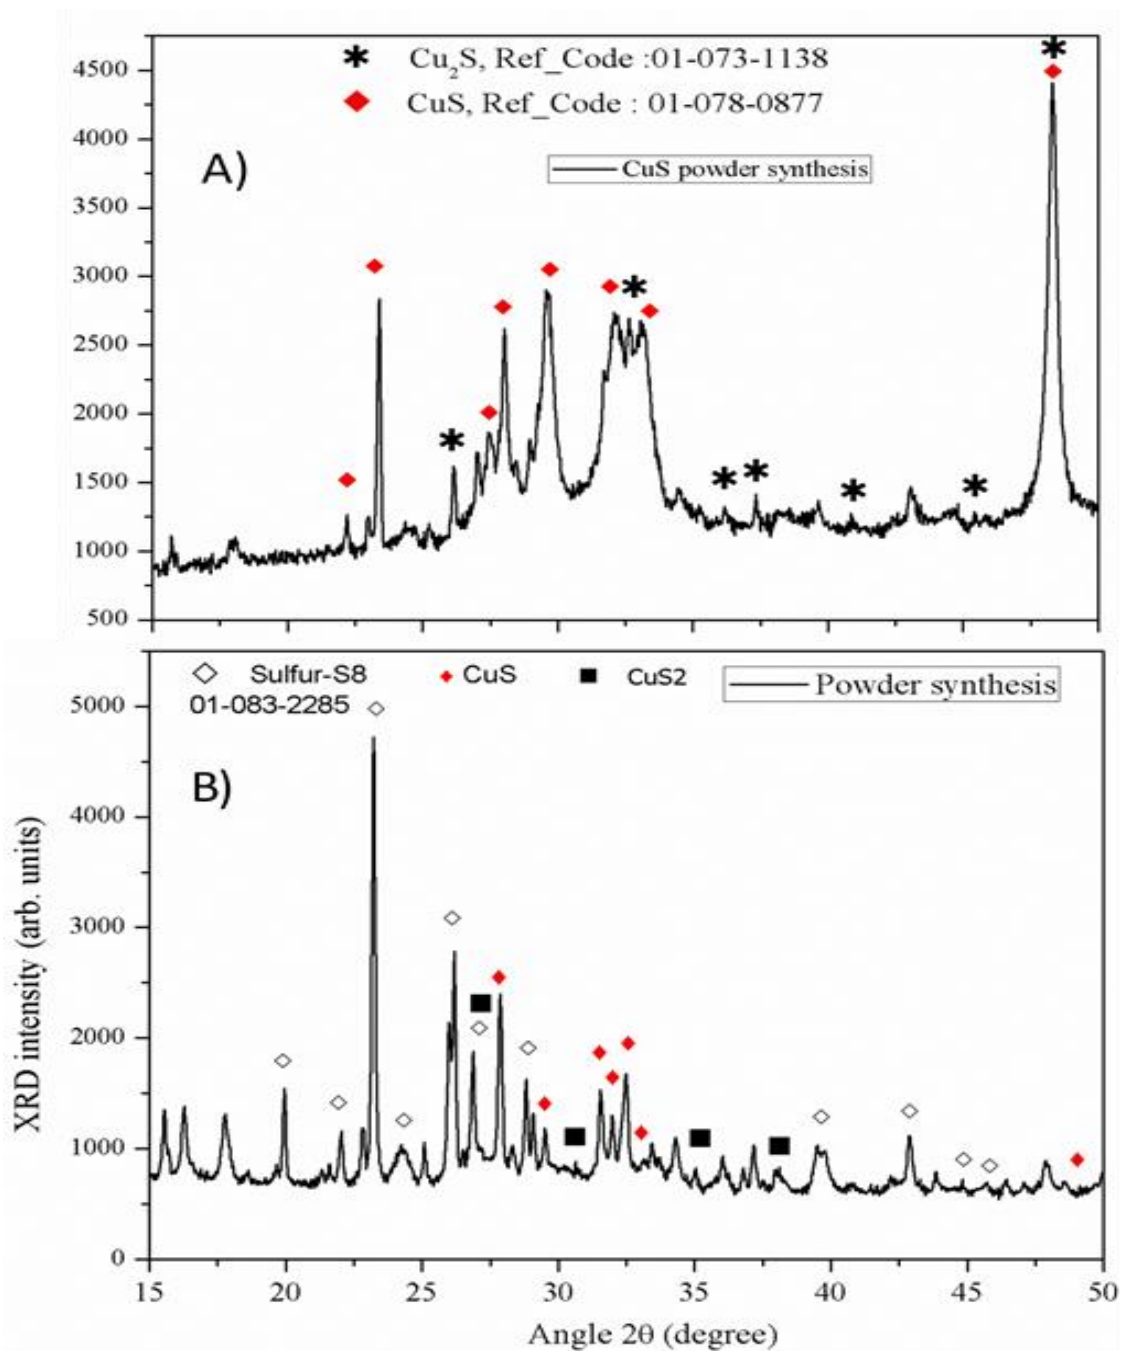 Cu₂S, Ref_Code :01-073-1138
CuS, Ref_Code : 01-078-0877
A)
CuS powder synthesis
4500
4000
3500
3000
2500
2000
1500
1000
500
Sulfur-S8 CuS CuS2
01-083-2285
Powder synthesis
B)
5000
4000
3000
2000
1000
0
XRD intensity (arb. units)
15 20 25 30 35 40 45 50
Angle 2θ (degree)